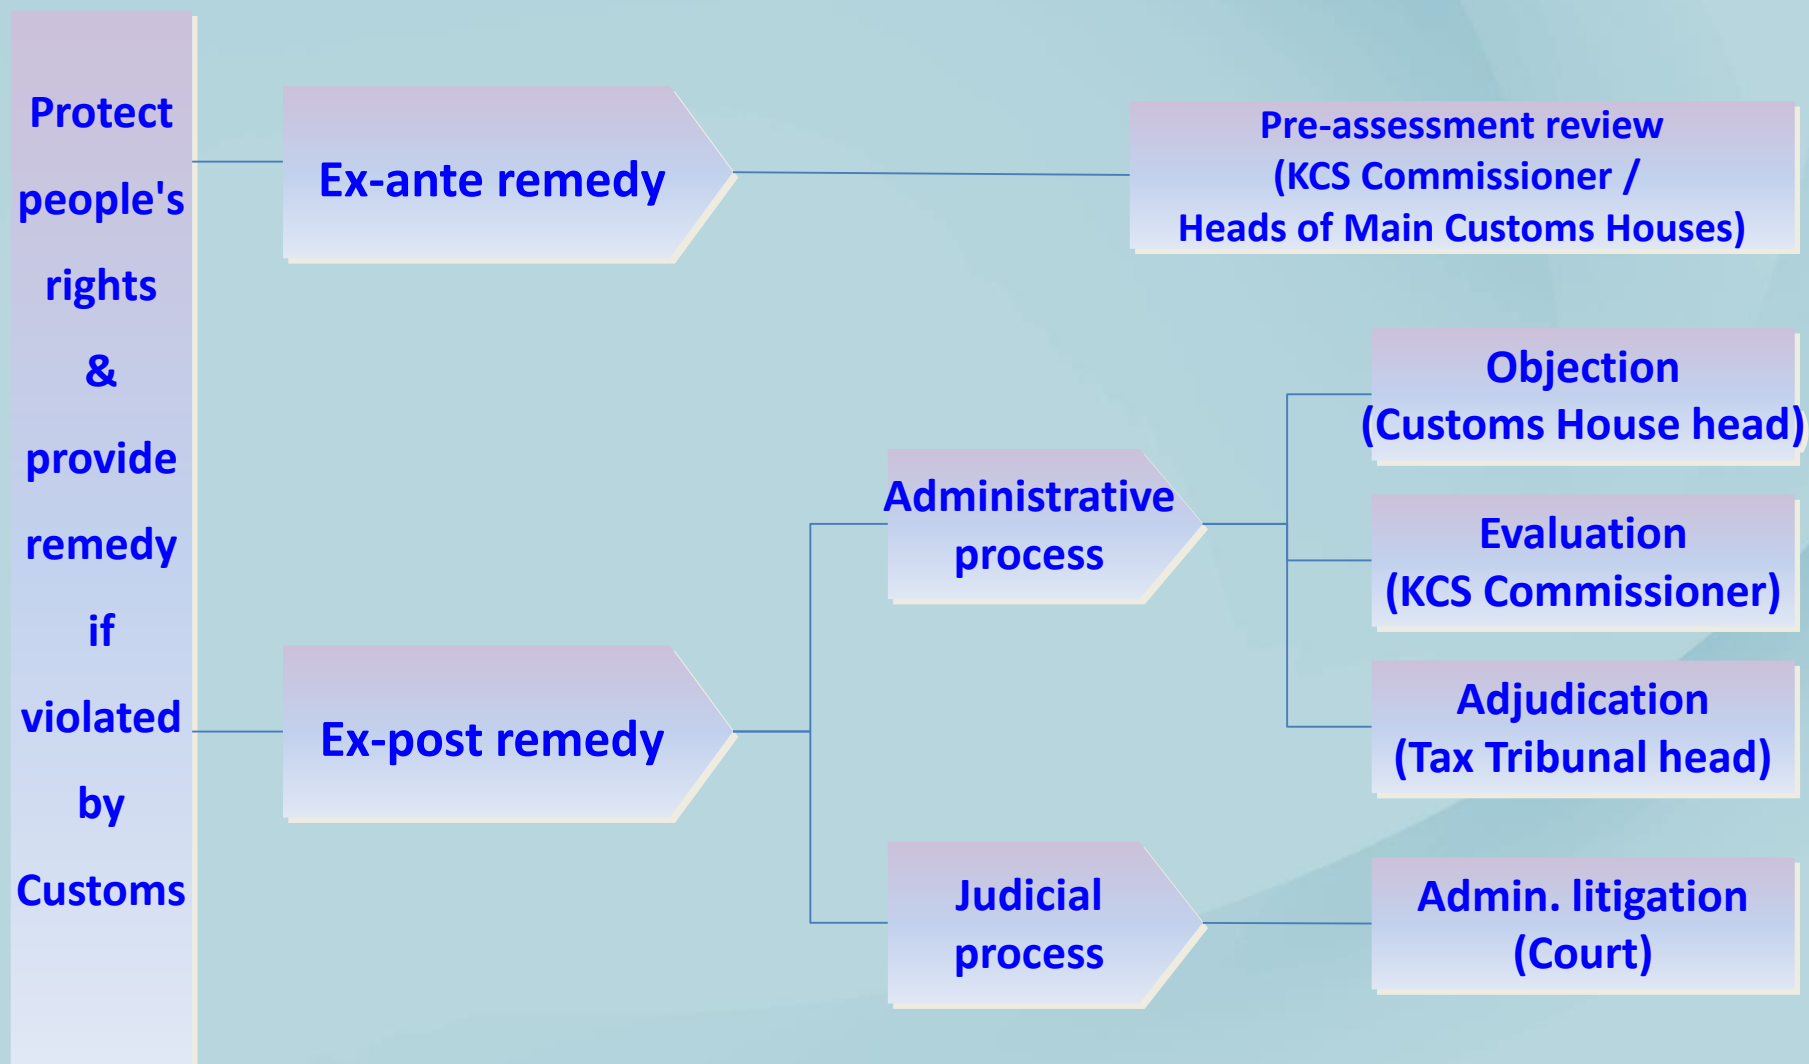 Protect
people's
rights
&
provide
remedy
if
violated
by
Customs
Ex-ante remedy
Pre-assessment review
(KCS Commissioner /
Heads of Main Customs Houses)
Ex-post remedy
Administrative
process
Objection
(Customs House head)
Evaluation
(KCS Commissioner)
Adjudication
(Tax Tribunal head)
Judicial
process
Admin. litigation
(Court)